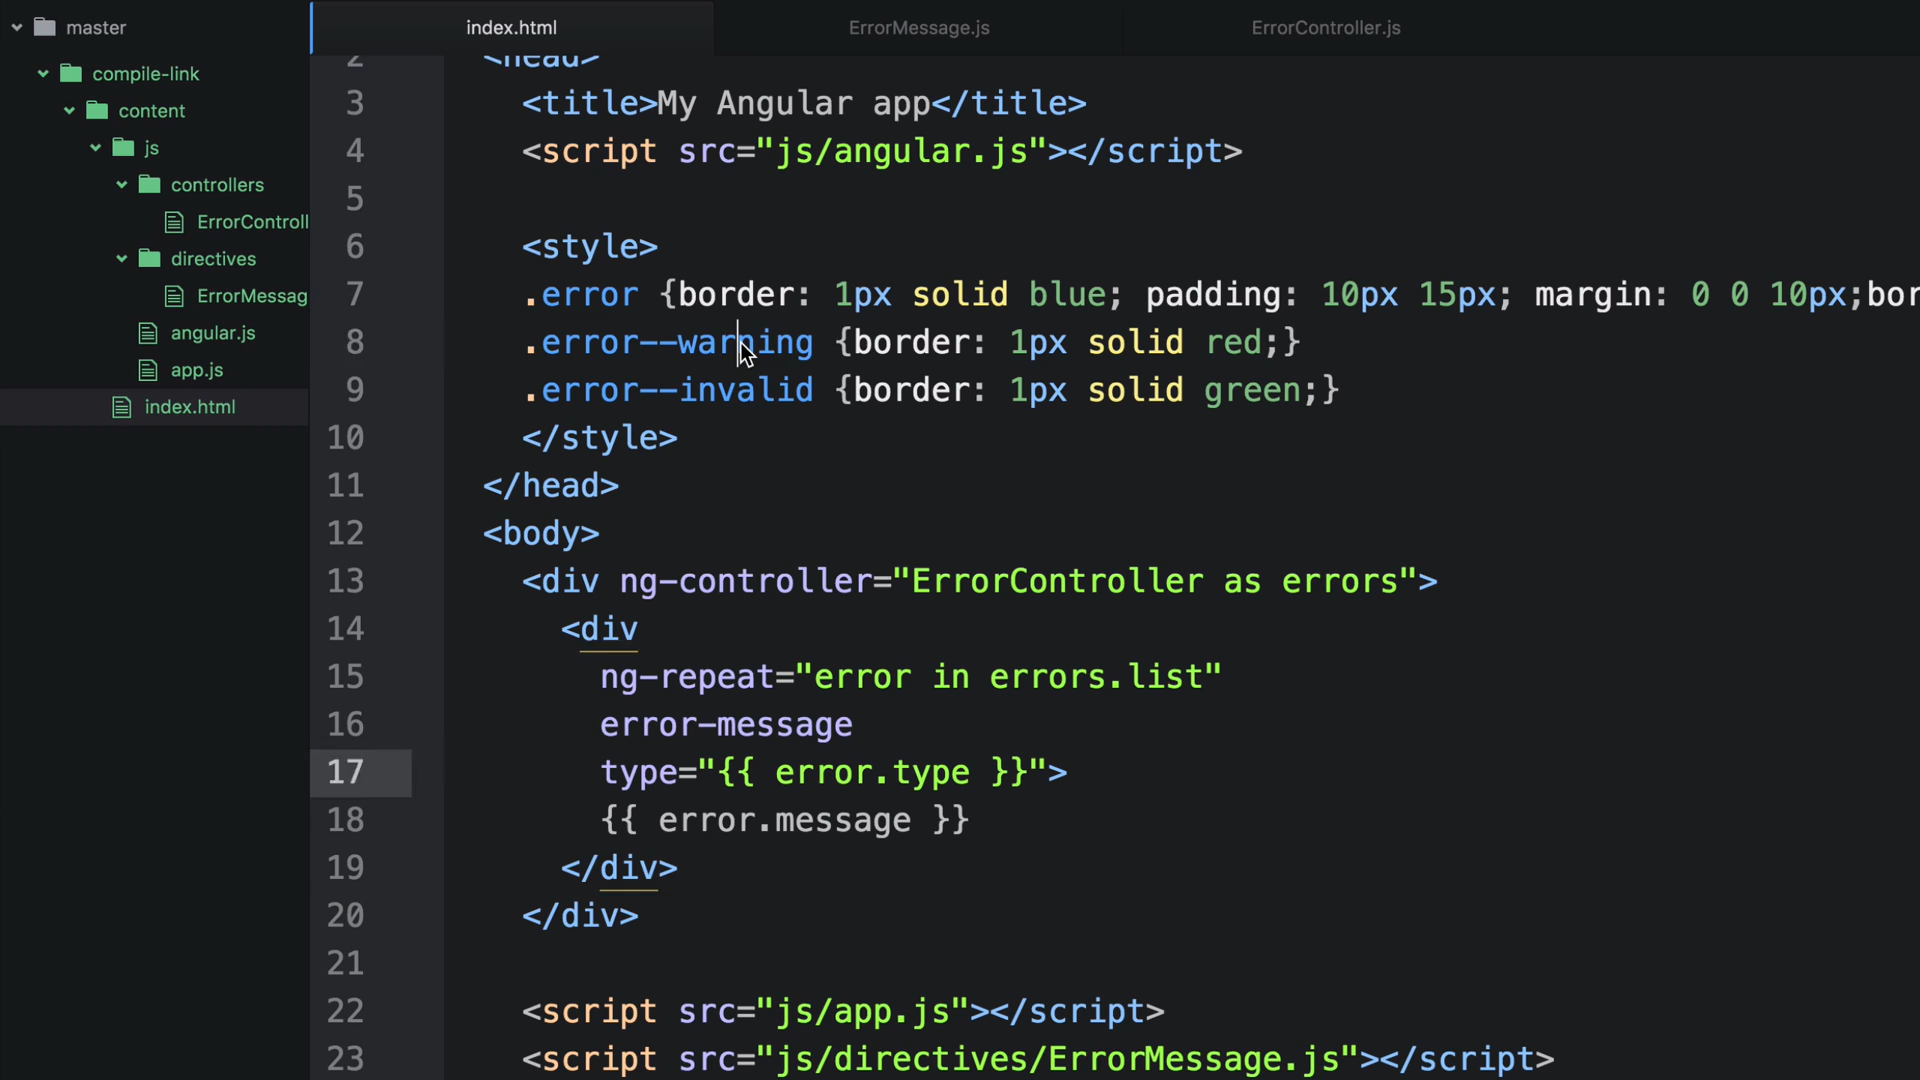 master
compile-link
content
js
controllers
ErrorControll
directives
ErrorMessag
angular.js
app.js
index.html
index.html
ErrorMessage.js
ErrorController.js
2 <head>
3 <title>My Angular app</title>
4 <script src="js/angular.js"></script>
5
6 <style>
7 .error {border: 1px solid blue; padding: 10px 15px; margin: 0 0 10px;bor
8 .error--warning {border: 1px solid red;}
9 .error--invalid {border: 1px solid green;}
10 </style>
11 </head>
12 <body>
13 <div ng-controller="ErrorController as errors">
14 <div
15 ng-repeat="error in errors.list"
16 error-message
17 type="{{ error.type }}">
18 {{ error.message }}
19 </div>
20 </div>
21
22 <script src="js/app.js"></script>
23 <script src="js/directives/ErrorMessage.js"></script>